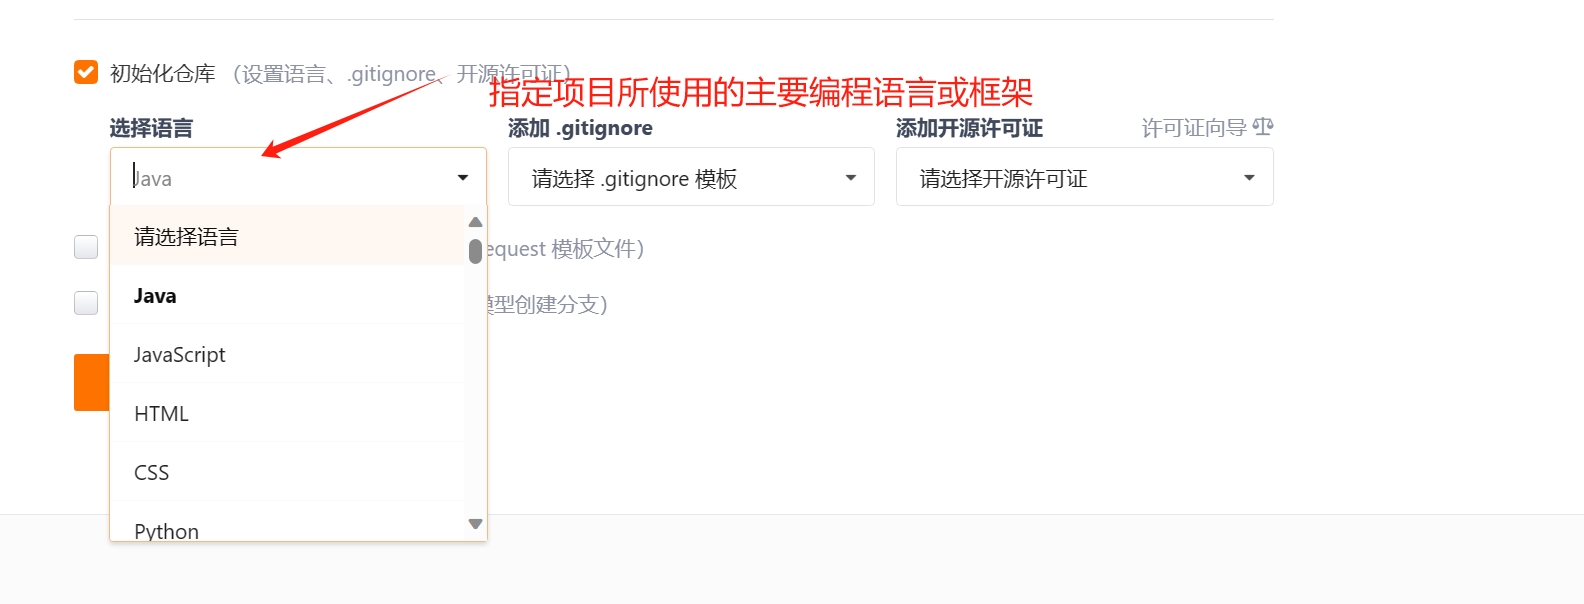 初始化仓库 （设置语言、.gitignore、开源许可证）
指定项目所使用的主要编程语言或框架
选择语言
添加 .gitignore
添加开源许可证
许可证向导
Java
请选择 .gitignore 模板
请选择开源许可证
请选择语言
equest 模板文件）
Java
模型创建分支）
JavaScript
HTML
CSS
Python